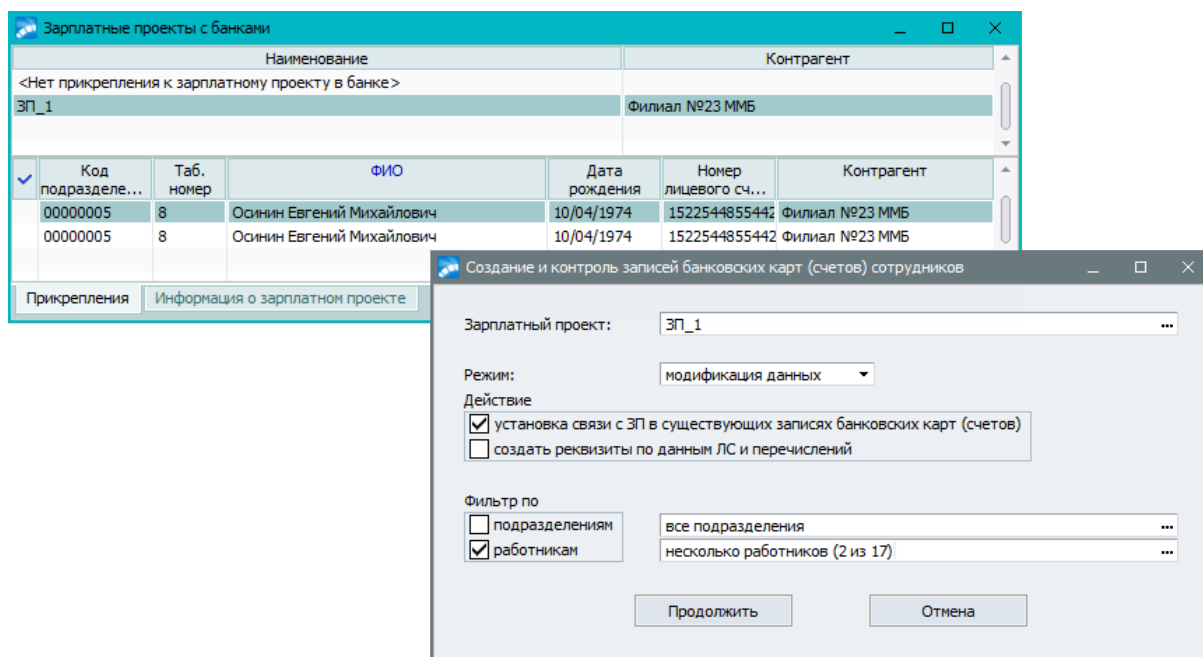 Зарплатные проекты с банками
Наименование Контрагент
<Нет прикрепления к зарплатному проекту в банке>
ЗП_1 Филиал №23 ММБ
Код подразделе... Таб. номер ФИО Дата рождения Номер лицевого сч... Контрагент
00000005 8 Осинин Евгений Михайлович 10/04/1974 1522544855442 Филиал №23 ММБ
00000005 8 Осинин Евгений Михайлович 10/04/1974 1522544855442 Филиал №23 ММБ
Прикрепления Информация о зарплатном проекте
Создание и контроль записей банковских карт (счетов) сотрудников
Зарплатный проект: ЗП_1 ...
Режим: модификация данных
Действие
установка связи с ЗП в существующих записях банковских карт (счетов)
создать реквизиты по данным ЛС и перечислений
Фильтр по
подразделениям все подразделения ...
работникам несколько работников (2 из 17) ...
Продолжить Отмена